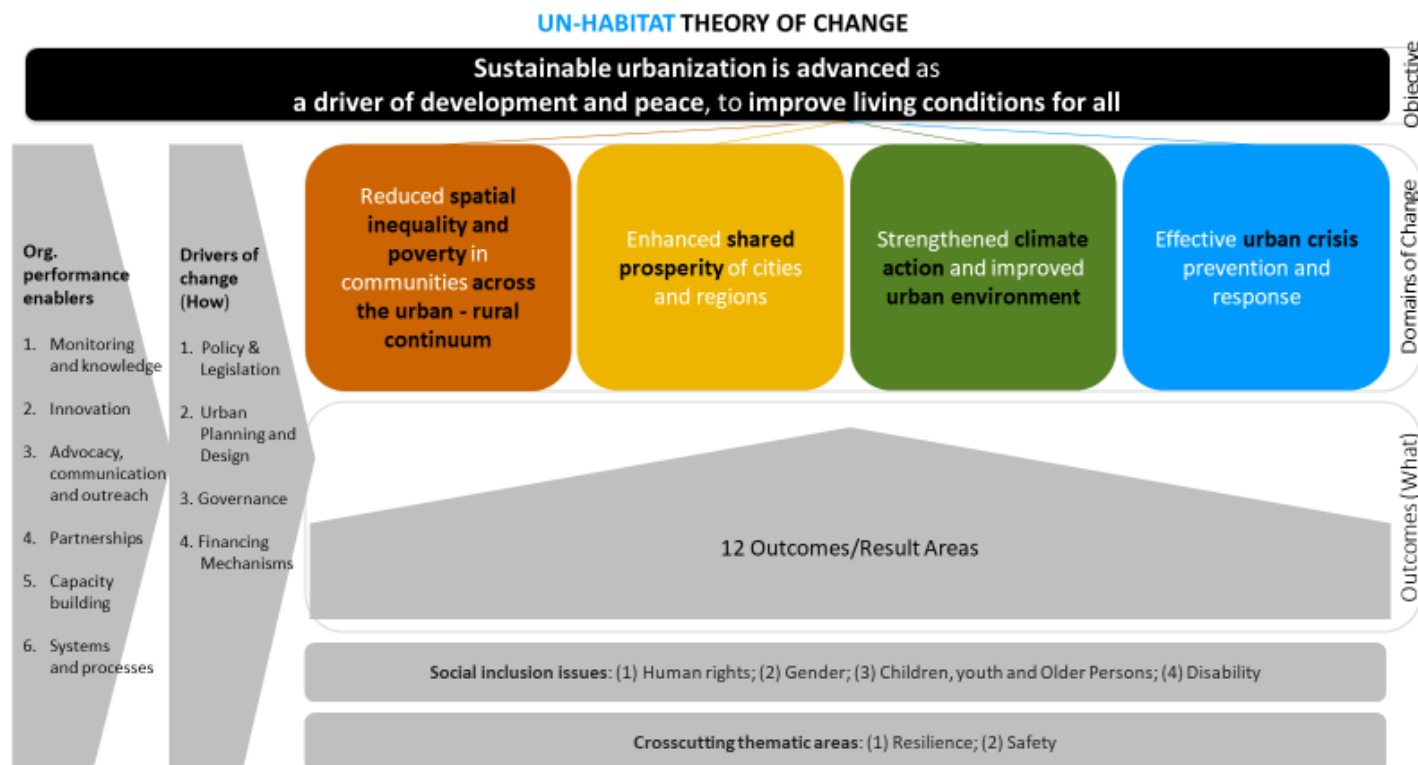 UN-HABITAT THEORY OF CHANGE
Sustainable urbanization is advanced as
a driver of development and peace, to improve living conditions for all
Objective
Org.
performance
enablers
1. Monitoring
and knowledge
2. Innovation
3. Advocacy,
communication
and outreach
4. Partnerships
5. Capacity
building
6. Systems
and processes
Drivers of
change
(How)
1. Policy &
Legislation
2. Urban
Planning and
Design
3. Governance
4. Financing
Mechanisms
Reduced spatial
inequality and
poverty in
communities across
the urban - rural
continuum
Enhanced shared
prosperity of cities
and regions
Strengthened climate
action and improved
urban environment
Effective urban crisis
prevention and
response
Domains of Change
12 Outcomes/Result Areas
Outcomes (What)
Social inclusion issues: (1) Human rights; (2) Gender; (3) Children, youth and Older Persons; (4) Disability
Crosscutting thematic areas: (1) Resilience; (2) Safety